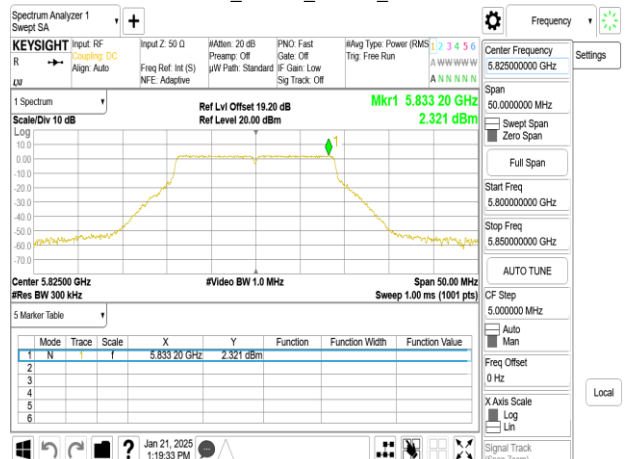 Spectrum Analyzer 1
Swept SA
Frequency
KEYSIGHT
R
LXI
Input: RF
Coupling: DC
Align: Auto
Input Z: 50 Ω
Freq Ref: Int (S)
NFE: Adaptive
#Atten: 20 dB
Preamp: Off
µW Path: Standard
PNO: Fast
Gate: Off
IF Gain: Low
Sig Track: Off
#Avg Type: Power (RMS
Trig: Free Run
1 2 3 4 5 6
A W W W W W
A N N N N N
1 Spectrum
Scale/Div 10 dB
Ref Lvl Offset 19.20 dB
Ref Level 20.00 dBm
Mkr1 5.833 20 GHz
2.321 dBm
Log
10.0
0.00
-10.0
-20.0
-30.0
-40.0
-50.0
-60.0
-70.0
1
Center 5.82500 GHz
#Res BW 300 kHz
#Video BW 1.0 MHz
Span 50.00 MHz
Sweep 1.00 ms (1001 pts)
5 Marker Table
Mode Trace Scale X Y Function Function Width Function Value
1 N 1 f 5.833 20 GHz 2.321 dBm
2
3
4
5
6
Jan 21, 2025
1:19:33 PM
Center Frequency
5.825000000 GHz
Settings
Span
50.0000000 MHz
Swept Span
Zero Span
Full Span
Start Freq
5.800000000 GHz
Stop Freq
5.850000000 GHz
AUTO TUNE
CF Step
5.000000 MHz
Auto
Man
Freq Offset
0 Hz
X Axis Scale
Log
Lin
Local
Signal Track
(Span Zoom)